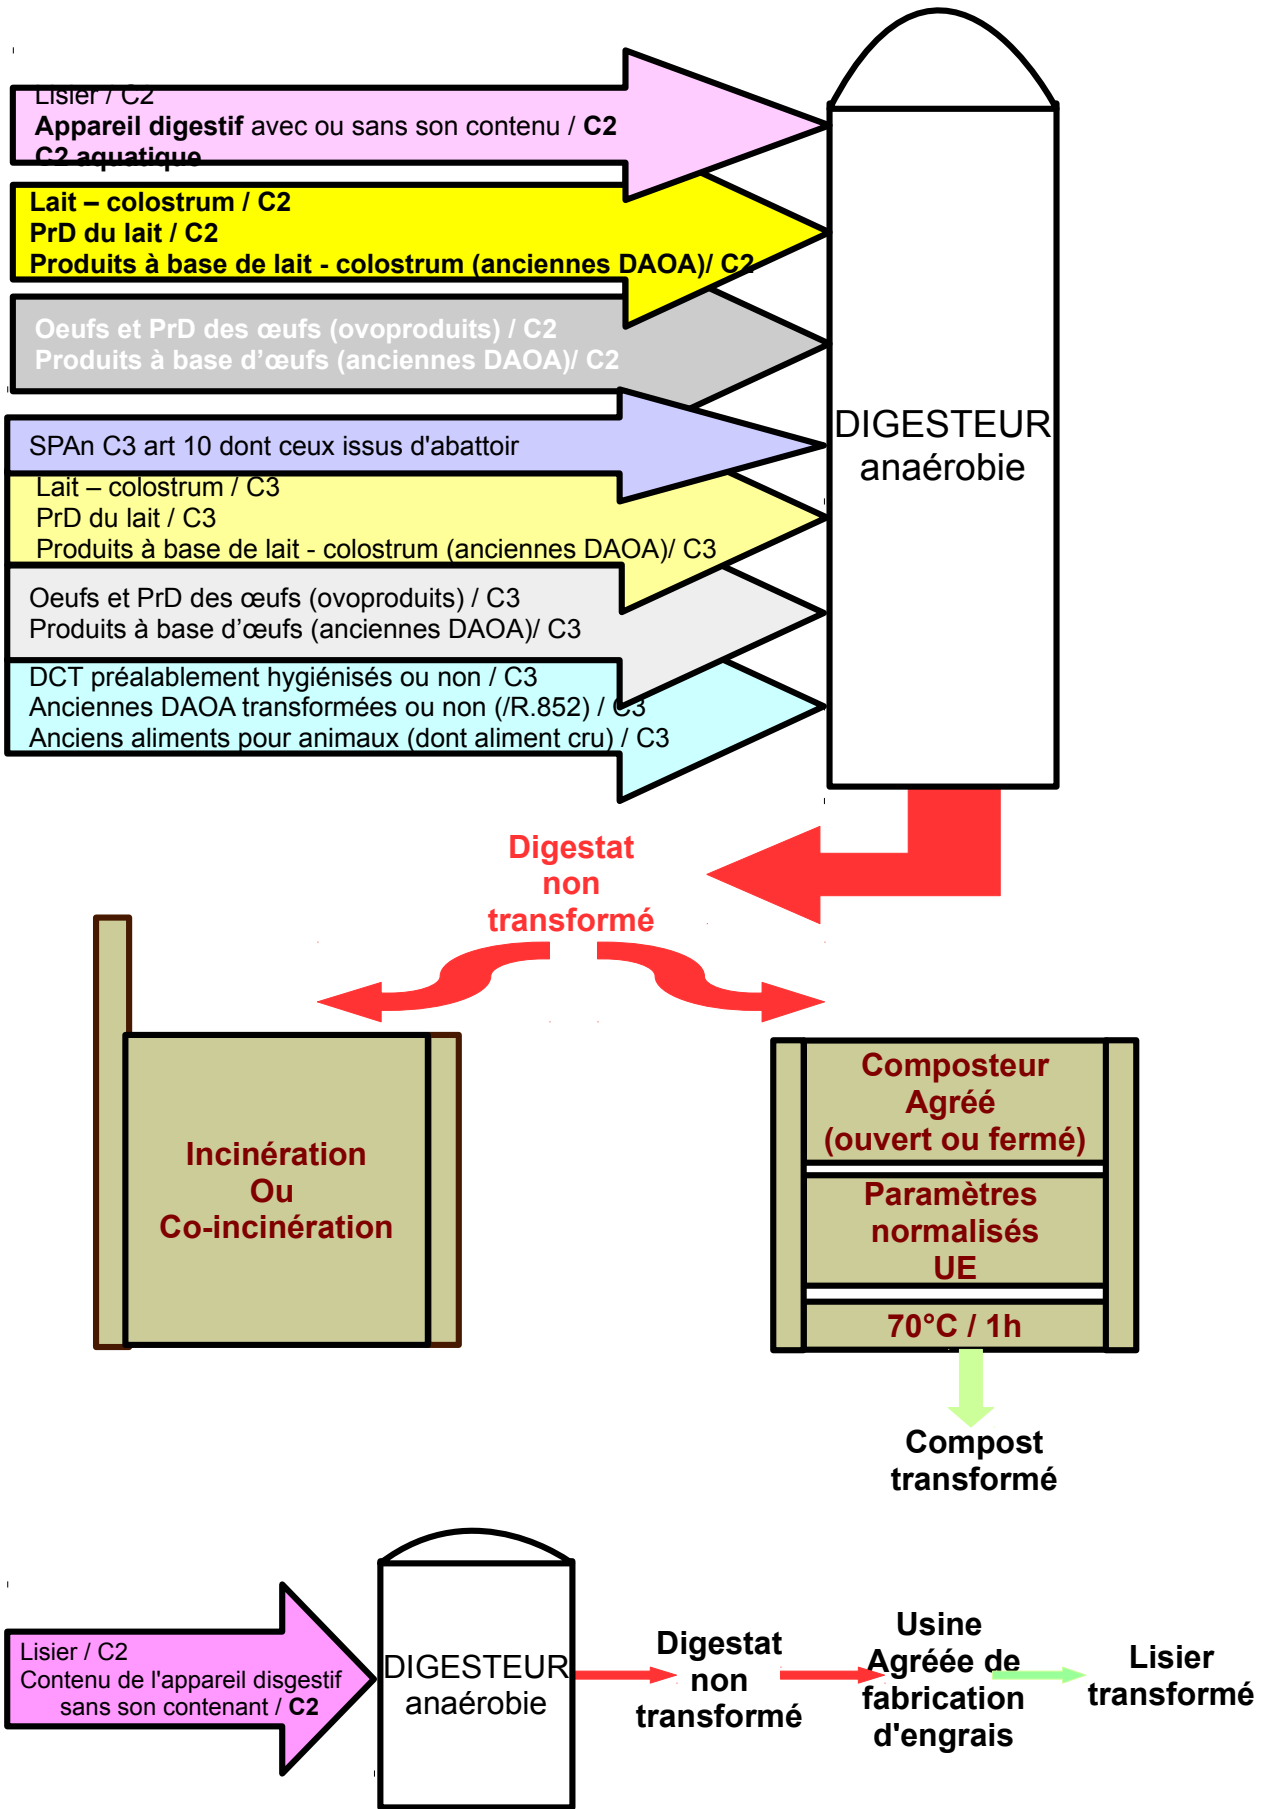 Lisier / C2
Appareil digestif avec ou sans son contenu / C2
C2 aquatique
Lait – colostrum / C2
PrD du lait / C2
Produits à base de lait - colostrum (anciennes DAOA)/ C2
Oeufs et PrD des œufs (ovoproduits) / C2
Produits à base d’œufs (anciennes DAOA)/ C2
SPAn C3 art 10 dont ceux issus d'abattoir
Lait – colostrum / C3
PrD du lait / C3
Produits à base de lait - colostrum (anciennes DAOA)/ C3
Oeufs et PrD des œufs (ovoproduits) / C3
Produits à base d’œufs (anciennes DAOA)/ C3
DCT préalablement hygiénisés ou non / C3
Anciennes DAOA transformées ou non (/R.852) / C3
Anciens aliments pour animaux (dont aliment cru) / C3
DIGESTEUR
anaérobie
Digestat
non
transformé
Incinération
Ou
Co-incinération
Composteur
Agréé
(ouvert ou fermé)
Paramètres
normalisés
UE
70°C / 1h
Compost
transformé
Lisier / C2
Contenu de l'appareil disgestif
sans son contenant / C2
DIGESTEUR
anaérobie
Digestat
non
transformé
Usine
Agréée de
fabrication
d'engrais
Lisier
transformé